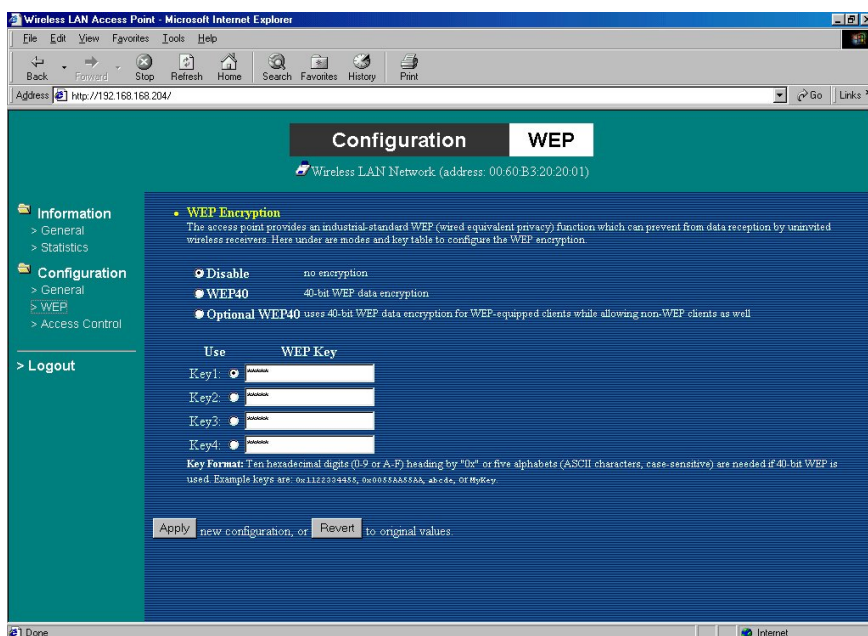 Wireless LAN Access Point - Microsoft Internet Explorer
File Edit View Favorites Tools Help
Back Forward Stop Refresh Home Search Favorites History Print
Address http://192.168.168.204/ Go Links
Configuration WEP
Wireless LAN Network (address: 00:60:B3:20:20:01)
Information
> General
> Statistics
Configuration
> General
> WEP
> Access Control
> Logout
• WEP Encryption
The access point provides an industrial-standard WEP (wired equivalent privacy) function which can prevent from data reception by uninvited
wireless receivers. Here under are modes and key table to configure the WEP encryption.
Disable no encryption
WEP40 40-bit WEP data encryption
Optional WEP40 uses 40-bit WEP data encryption for WEP-equipped clients while allowing non-WEP clients as well
Use WEP Key
Key1: *****
Key2: *****
Key3: *****
Key4: *****
Key Format: Ten hexadecimal digits (0-9 or A-F) heading by "0x" or five alphabets (ASCII characters, case-sensitive) are needed if 40-bit WEP is
used. Example keys are: 0x1122334455, 0x0055AA55AA, abcde, or MyKey.
Apply new configuration, or Revert to original values.
Done Internet